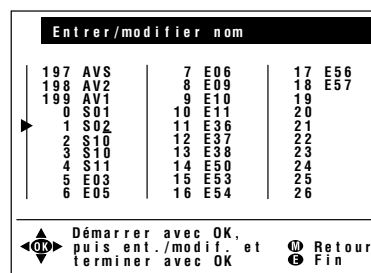 Entrer/modifier nom
197 AVS
198 AV2
199 AV1
0 S01
1 S02
2 S10
3 S10
4 S11
5 E03
6 E05
7 E06
8 E09
9 E10
10 E11
11 E36
12 E37
13 E38
14 E50
15 E53
16 E54
17 E56
18 E57
19
20
21
22
23
24
25
26
OK
Démarrer avec OK,
puis ent./modif. et
terminer avec OK
M Retour
E Fin